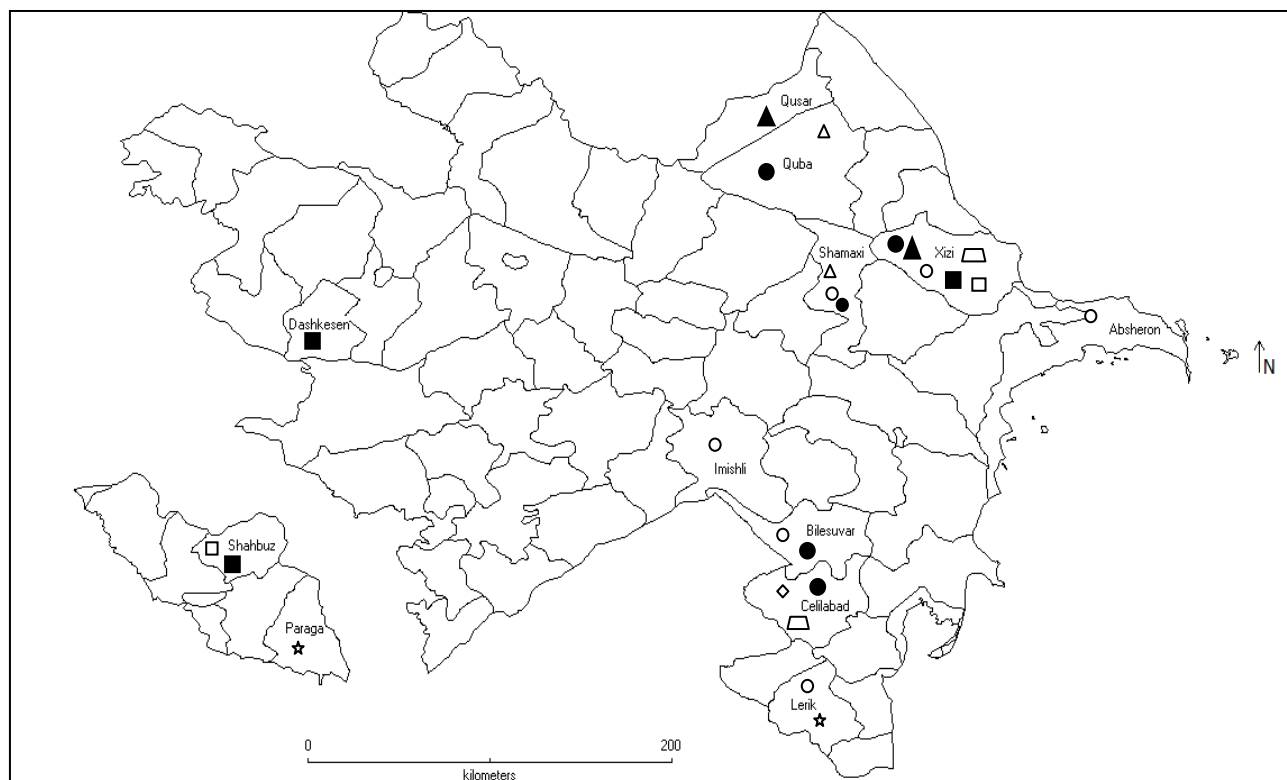 Qusar
Quba
Shamaxi
Xizi
Dashkesen
Absheron
N
Imishli
Bilesuvar
Shahbuz
Celilabad
Paraga
Lerik
0 200
kilometers